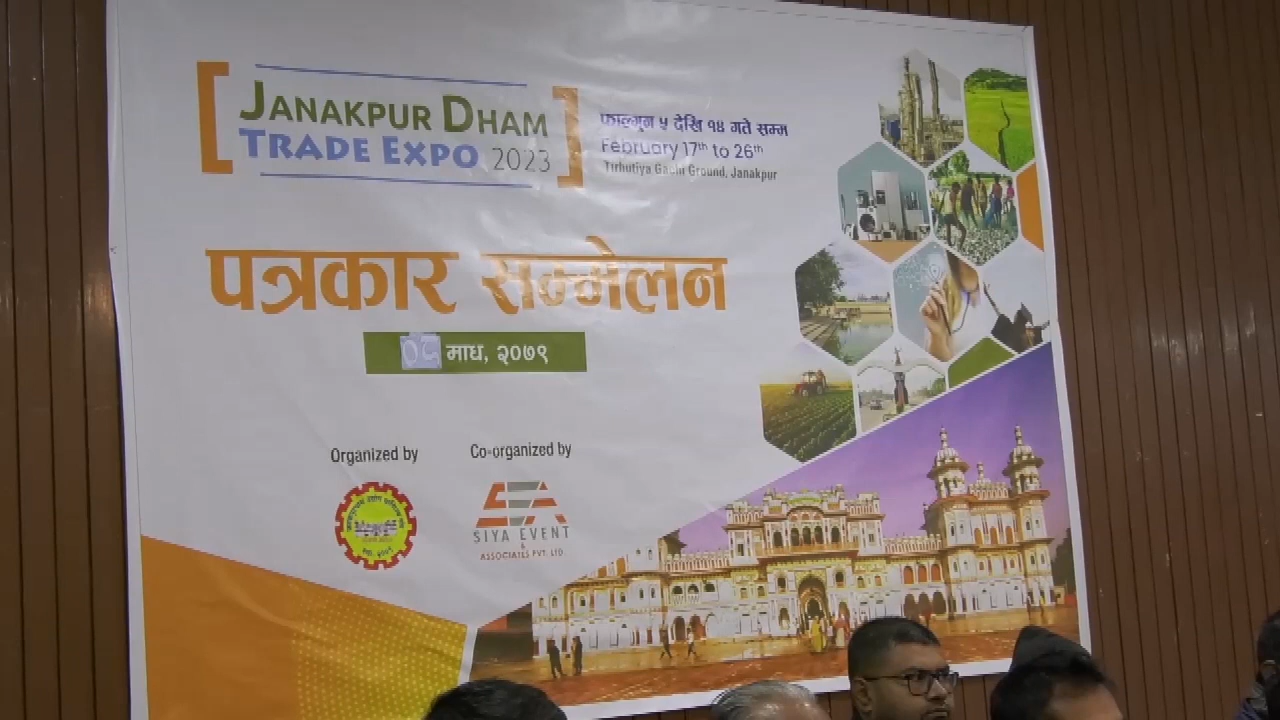 JANAKPUR DHAM
TRADE EXPO 2023
फाल्गुन ५ देखि १४ गते सम्म
February 17th to 26th
Tirhutiya Gachi Ground, Janakpur
पत्रकार सम्मेलन
०८ माघ, २०७९
Organized by
Co-organized by
SIYA EVENT
&
ASSOCIATES PVT. LTD.